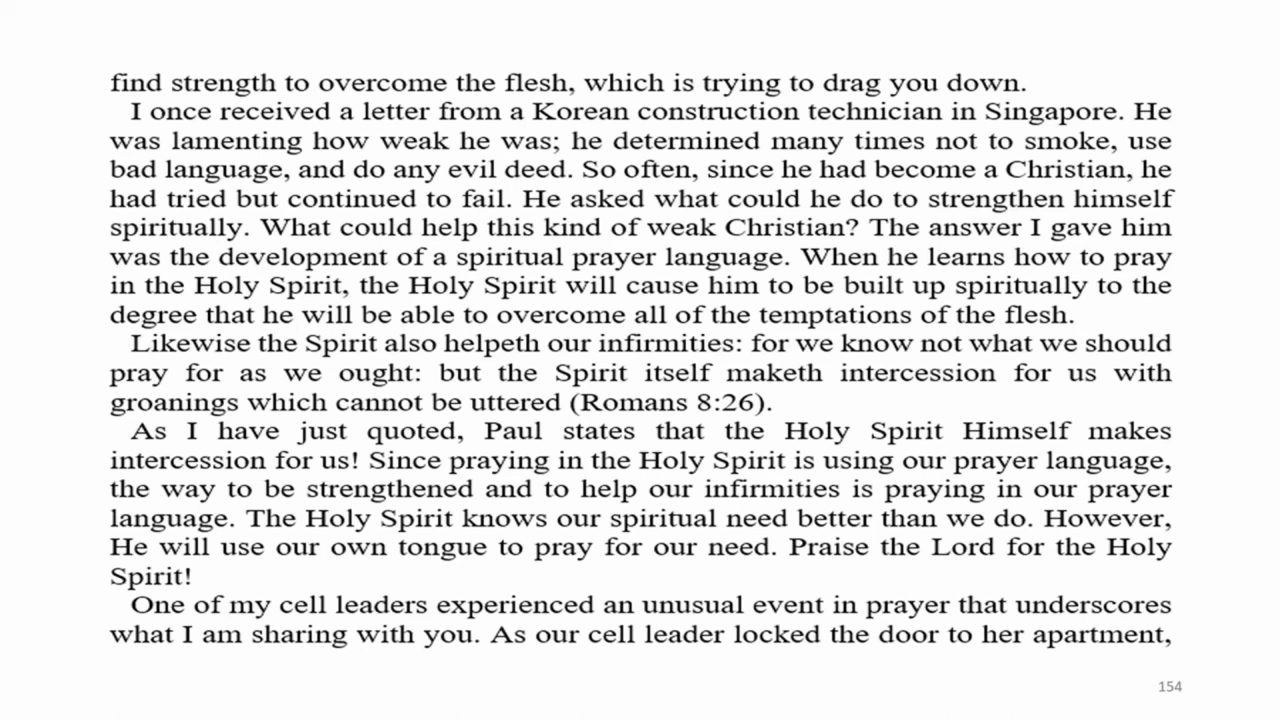 find strength to overcome the flesh, which is trying to drag you down.
I once received a letter from a Korean construction technician in Singapore. He
was lamenting how weak he was; he determined many times not to smoke, use
bad language, and do any evil deed. So often, since he had become a Christian, he
had tried but continued to fail. He asked what could he do to strengthen himself
spiritually. What could help this kind of weak Christian? The answer I gave him
was the development of a spiritual prayer language. When he learns how to pray
in the Holy Spirit, the Holy Spirit will cause him to be built up spiritually to the
degree that he will be able to overcome all of the temptations of the flesh.
Likewise the Spirit also helpeth our infirmities: for we know not what we should
pray for as we ought: but the Spirit itself maketh intercession for us with
groanings which cannot be uttered (Romans 8:26).
As I have just quoted, Paul states that the Holy Spirit Himself makes
intercession for us! Since praying in the Holy Spirit is using our prayer language,
the way to be strengthened and to help our infirmities is praying in our prayer
language. The Holy Spirit knows our spiritual need better than we do. However,
He will use our own tongue to pray for our need. Praise the Lord for the Holy
Spirit!
One of my cell leaders experienced an unusual event in prayer that underscores
what I am sharing with you. As our cell leader locked the door to her apartment,
154